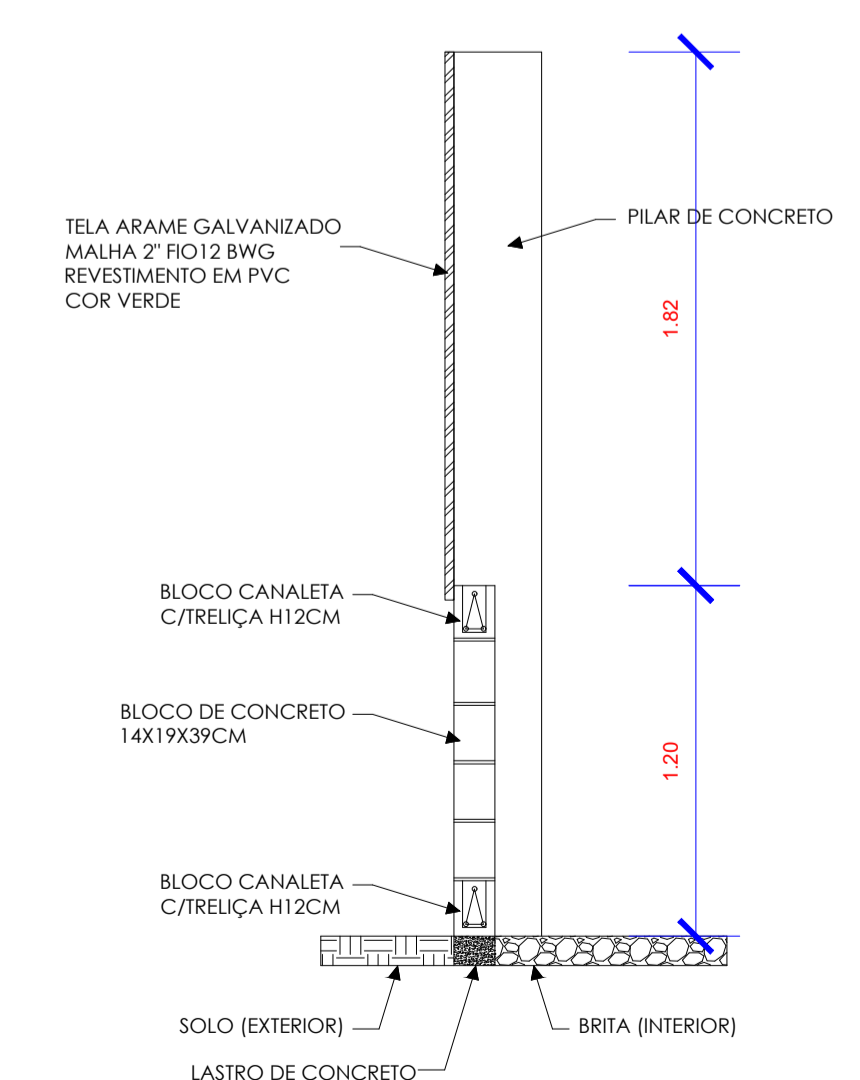 PILAR DE CONCRETO
TELA ARAME GALVANIZADO
MALHA 2" FIO12 BWG
REVESTIMENTO EM PVC
COR VERDE
1.82
BLOCO CANALETA
C/TRELIÇA H12CM
BLOCO DE CONCRETO
14X19X39CM
1.20
BLOCO CANALETA
C/TRELIÇA H12CM
SOLO (EXTERIOR)
BRITA (INTERIOR)
LASTRO DE CONCRETO